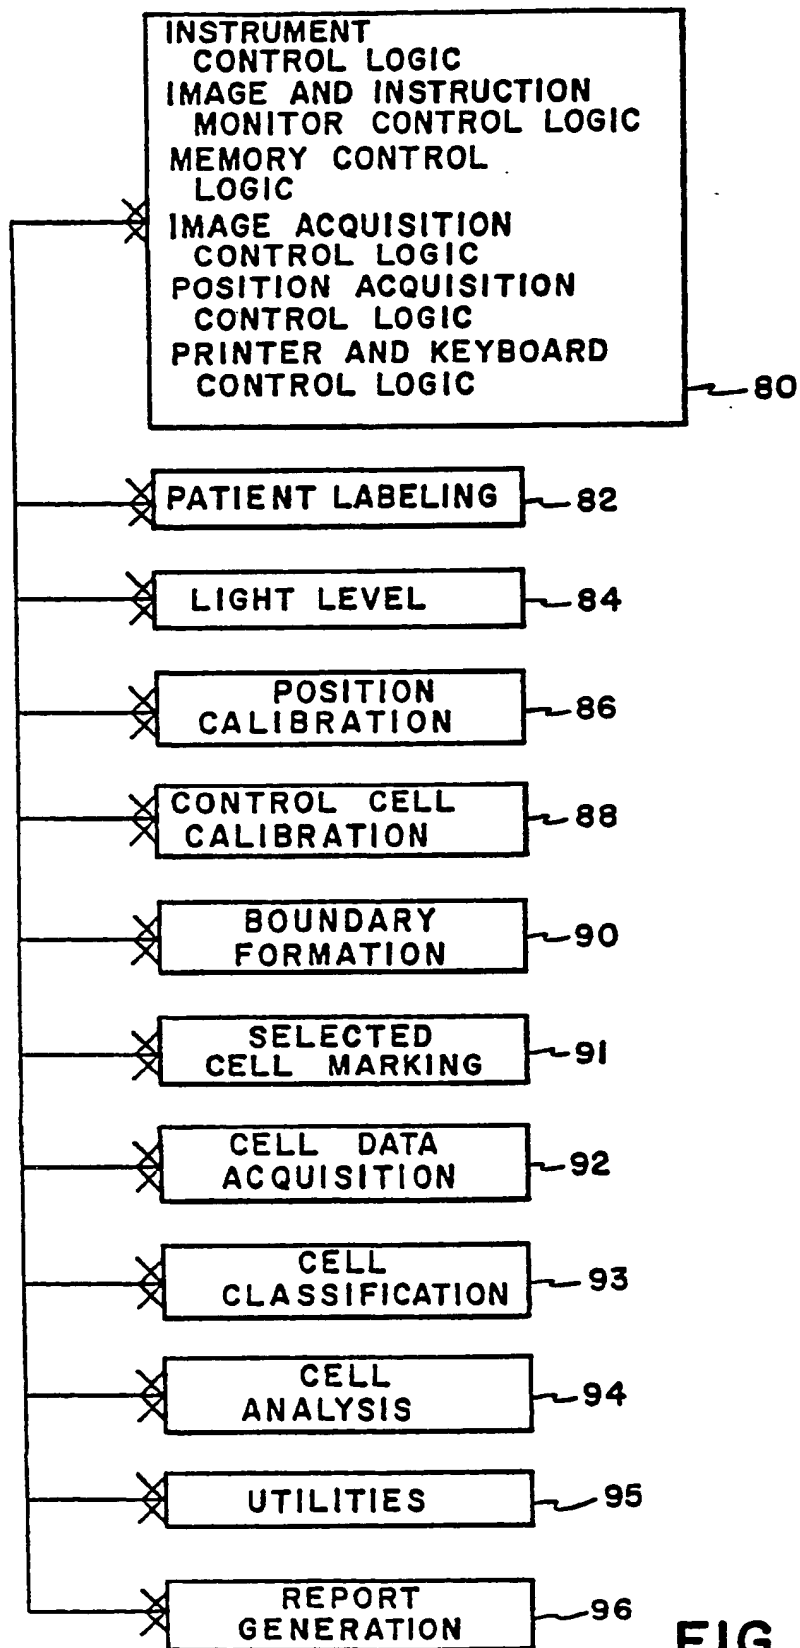 INSTRUMENT
CONTROL LOGIC
IMAGE AND INSTRUCTION
MONITOR CONTROL LOGIC
MEMORY CONTROL
LOGIC
IMAGE ACQUISITION
CONTROL LOGIC
POSITION ACQUISITION
CONTROL LOGIC
PRINTER AND KEYBOARD
CONTROL LOGIC
80
PATIENT LABELING
82
LIGHT LEVEL
84
POSITION
CALIBRATION
86
CONTROL CELL
CALIBRATION
88
BOUNDARY
FORMATION
90
SELECTED
CELL MARKING
91
CELL DATA
ACQUISITION
92
CELL
CLASSIFICATION
93
CELL
ANALYSIS
94
UTILITIES
95
REPORT
GENERATION
96
FIG